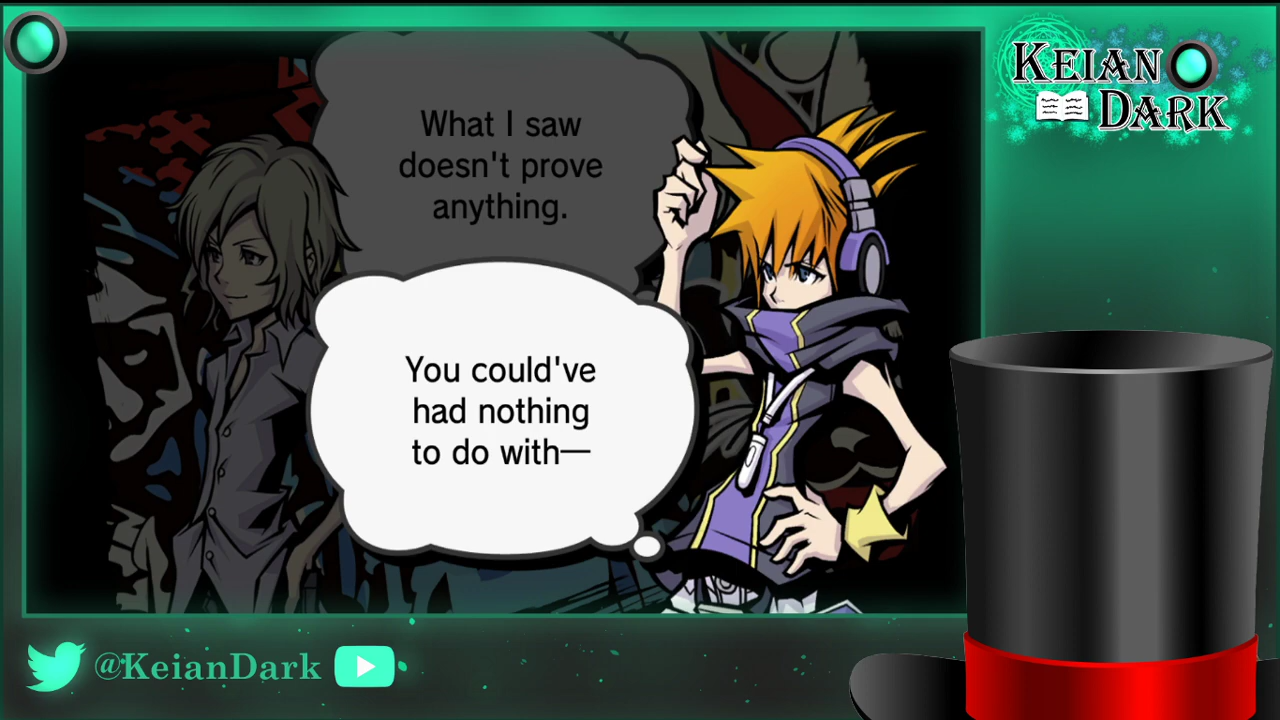 KEIAN
DARK
What I saw
doesn't prove
anything.
You could've
had nothing
to do with—
@KeianDark